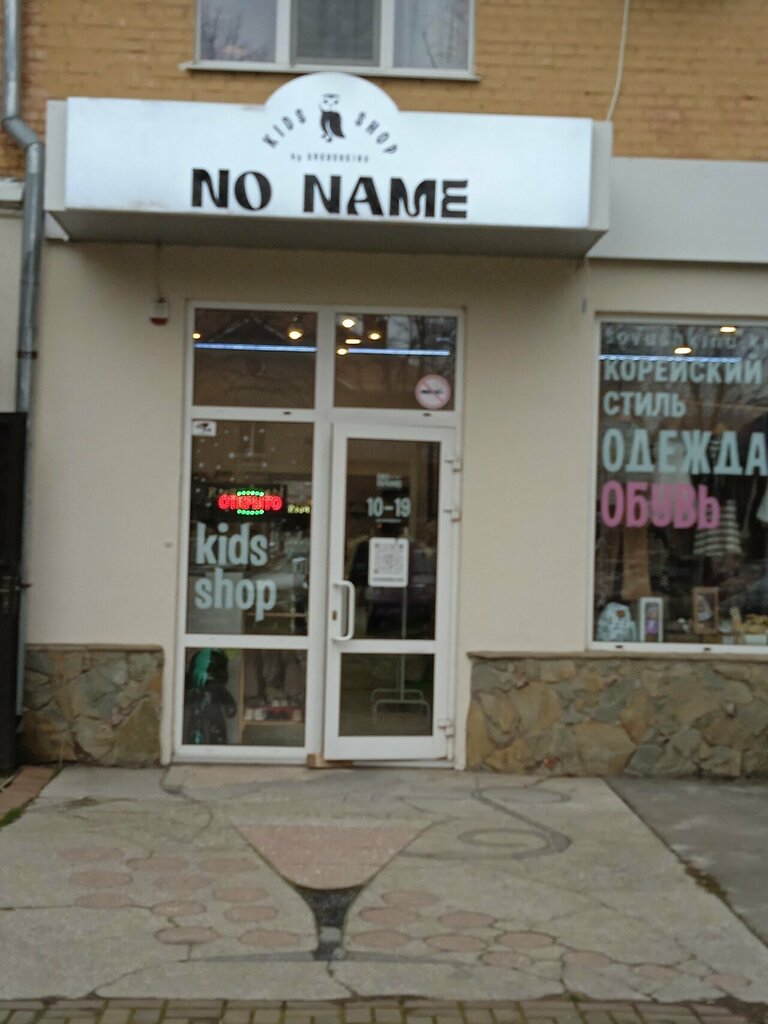 KIDS SHOP
NO NAME
ОТКРЫТО
kids
shop
10-19
КОРЕЙСКИЙ
СТИЛЬ
ОДЕЖДА
ОБУВЬ